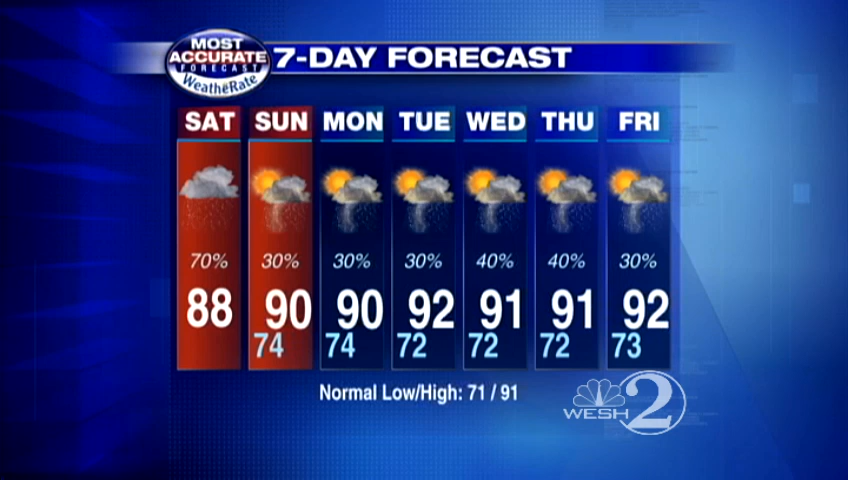 MOST
ACCURATE
FORECAST
WeatheRate
7-DAY FORECAST
SAT SUN MON TUE WED THU FRI
70% 30% 30% 30% 40% 40% 30%
88 90 90 92 91 91 92
74 74 72 72 72 73
Normal Low/High: 71 / 91
WESH 2